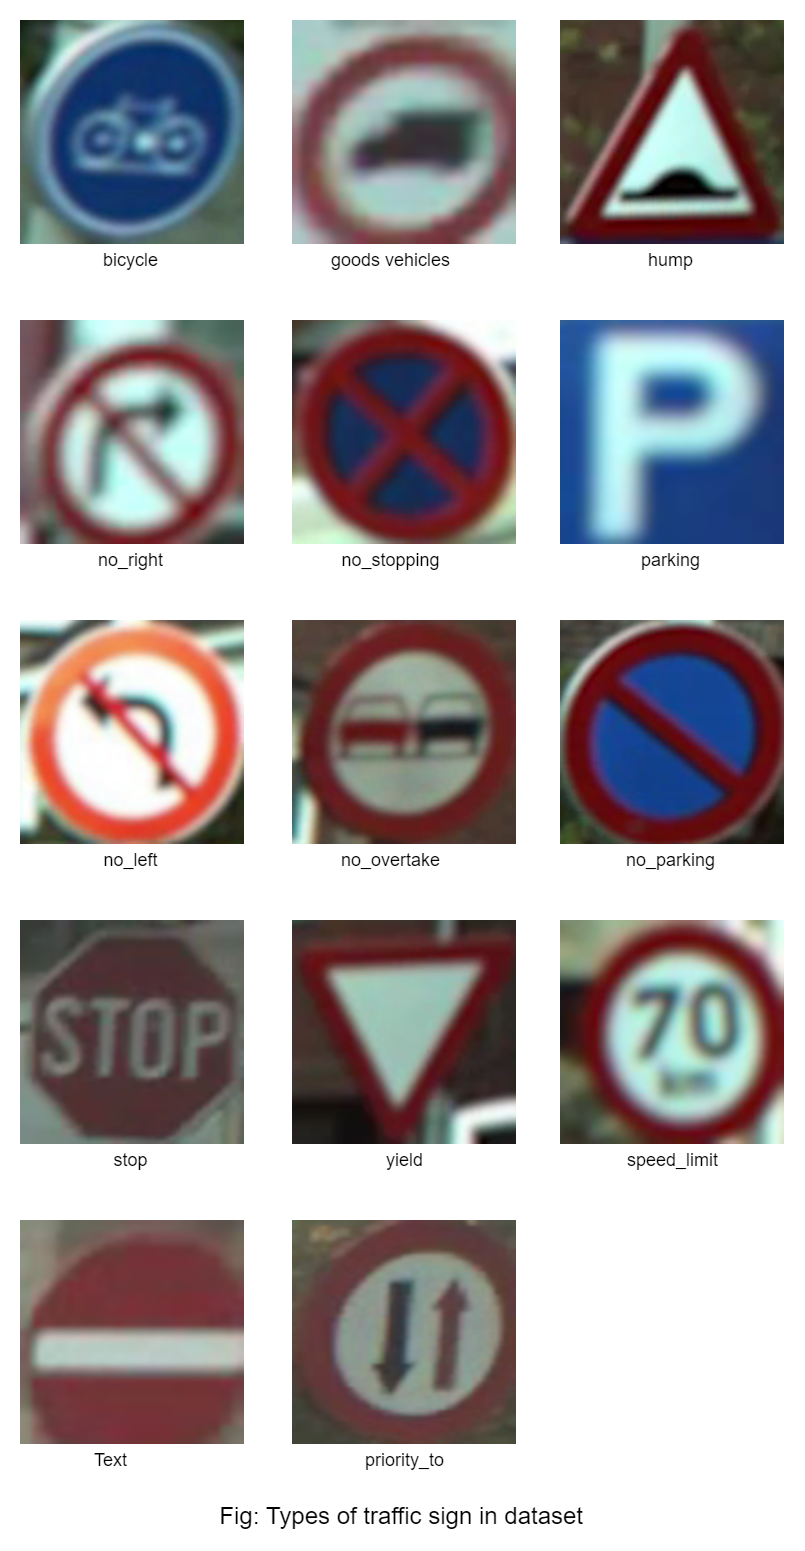 bicycle
goods vehicles
hump
P
no_right
no_stopping
parking
no_left
no_overtake
no_parking
STOP
70
km
stop
yield
speed_limit
Text
priority_to
Fig: Types of traffic sign in dataset